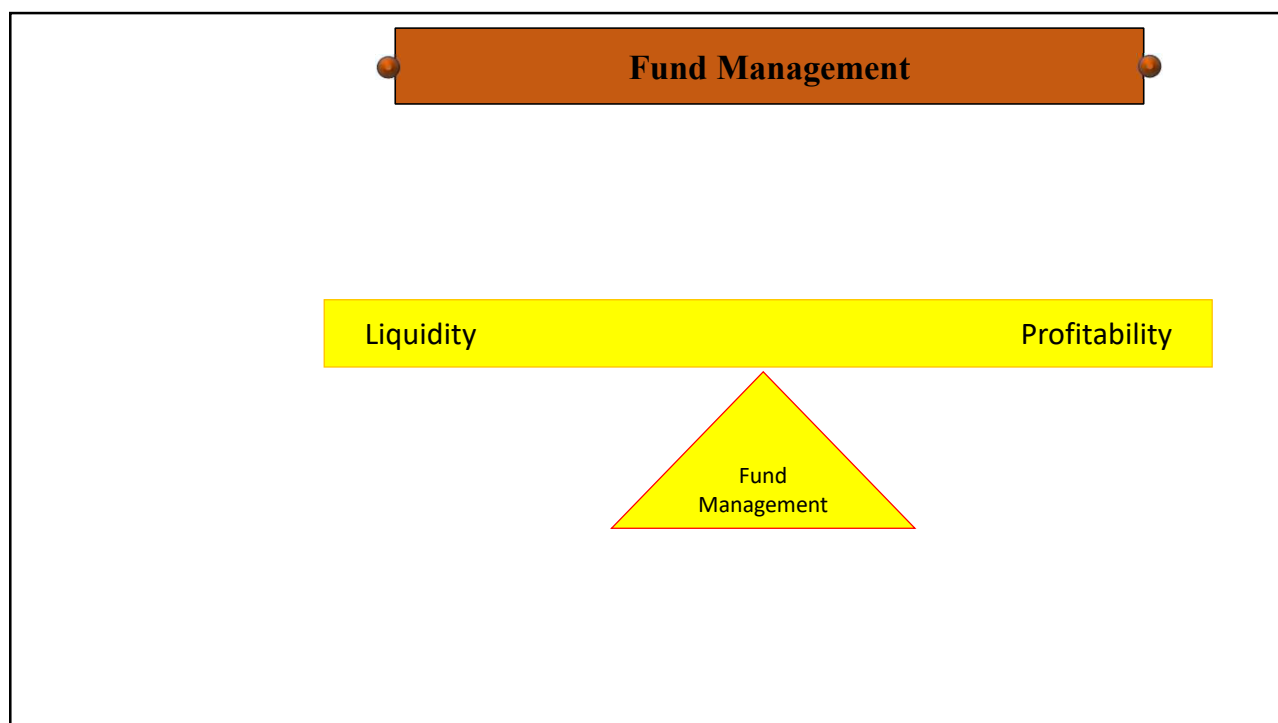 Fund Management
Liquidity
Profitability
Fund
Management